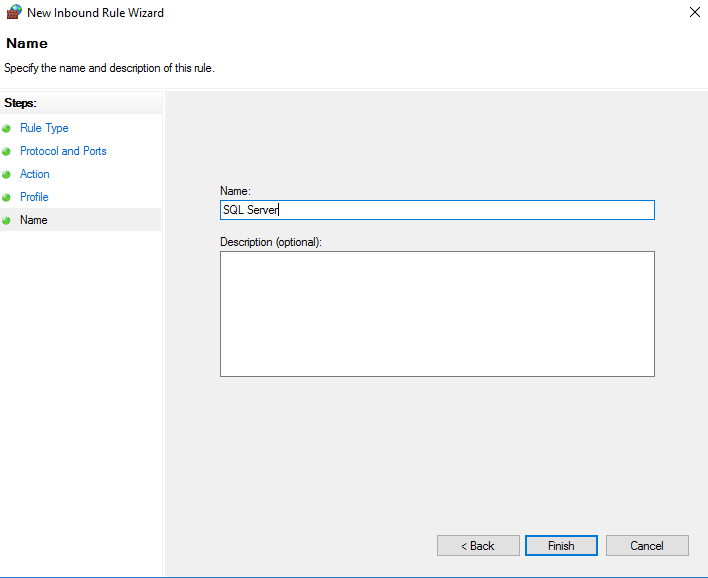 New Inbound Rule Wizard
Name
Specify the name and description of this rule.
Steps:
Rule Type
Protocol and Ports
Action
Profile
Name
Name:
SQL Server
Description (optional):
< Back
Finish
Cancel